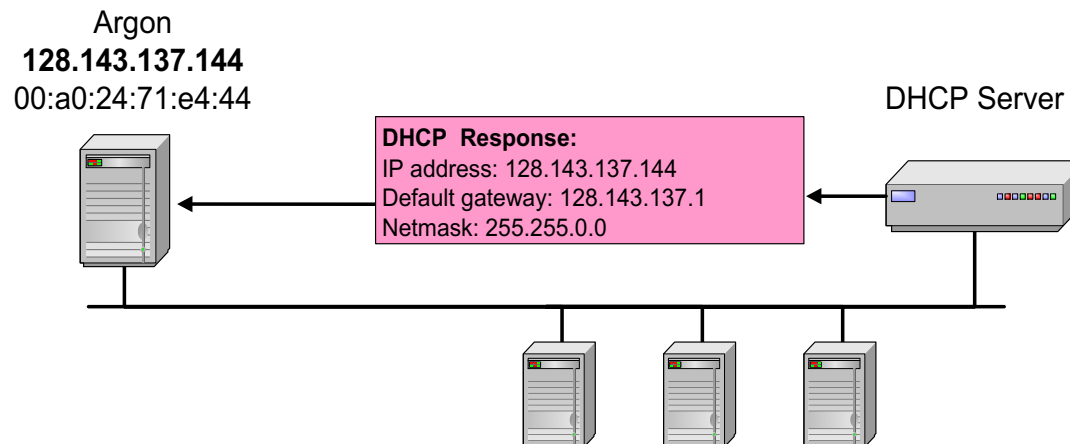 Argon
128.143.137.144
00:a0:24:71:e4:44
DHCP Server
DHCP Response:
IP address: 128.143.137.144
Default gateway: 128.143.137.1
Netmask: 255.255.0.0